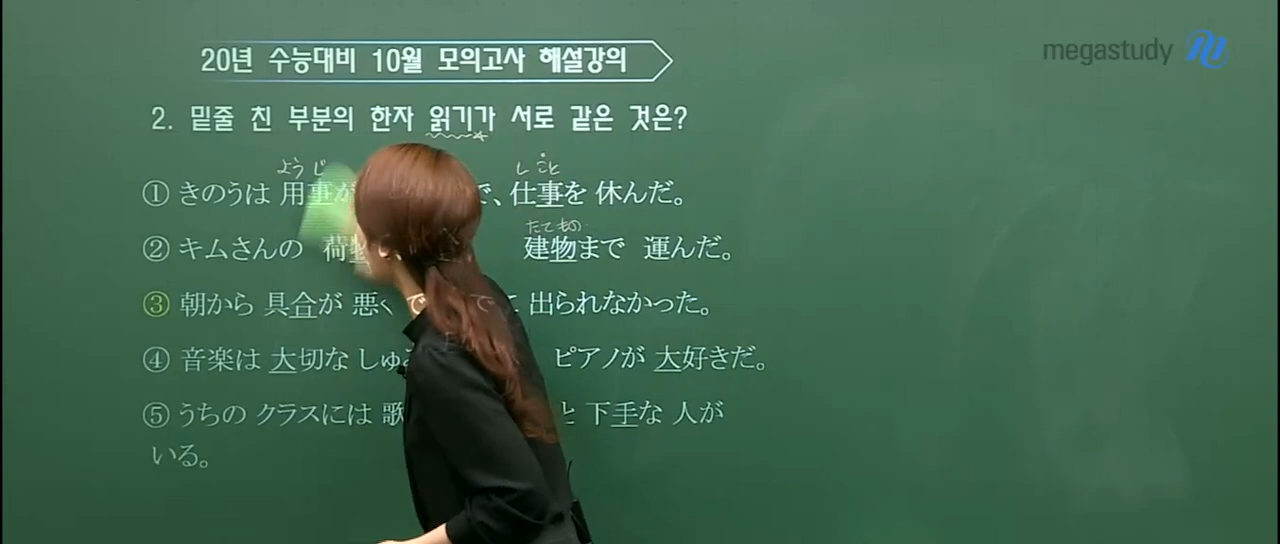 megastudy
20년 수능대비 10월 모의고사 해설강의
2. 밑줄 친 부분의 한자 읽기가 서로 같은 것은?
ようじ しごと
① きのうは 用事が で、仕事を 休んだ。
たてもの
② キムさんの 荷 建物まで 運んだ。
③ 朝から 具合が 悪く で 出られなかった。
④ 音楽は 大切な しゅ ピアノが 大好きだ。
⑤ うちの クラスには 歌 と 下手な 人が
いる。